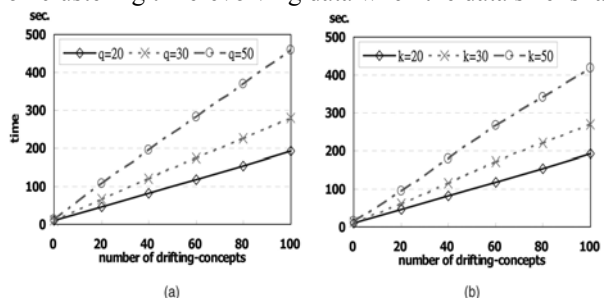 sec.
500
400
300
200
100
0
time
q=20 q=30 q=50
0 20 40 60 80 100
number of drifting-concepts
(a)
sec.
500
400
300
200
100
0
k=20 k=30 k=50
0 20 40 60 80 100
number of drifting-concepts
(b)